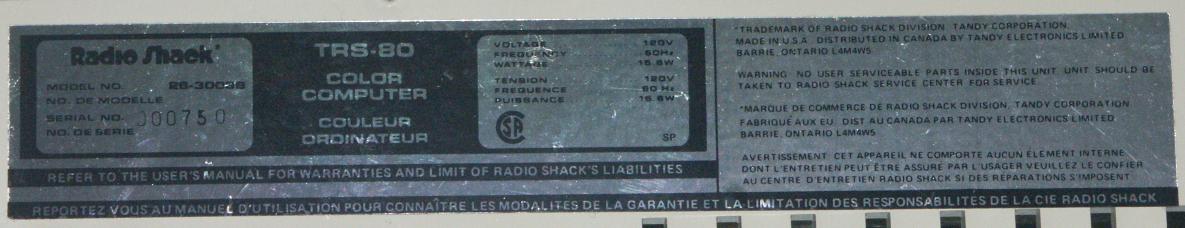 Radio Shack
MODEL NO. 26-3003B
NO. DE MODELLE
SERIAL NO. 000750
NO. DE SERIE
TRS-80
COLOR
COMPUTER
COULEUR
ORDINATEUR
VOLTAGE 120V
FREQUENCY 60Hz
WATTAGE 15.6W
TENSION 120V
FREQUENCE 60 Hz
PUISSANCE 15.6W
SP
REFER TO THE USER'S MANUAL FOR WARRANTIES AND LIMIT OF RADIO SHACK'S LIABILITIES
*TRADEMARK OF RADIO SHACK DIVISION, TANDY CORPORATION.
MADE IN U.S.A. DISTRIBUTED IN CANADA BY TANDY ELECTRONICS LIMITED
BARRIE, ONTARIO L4M4W5
WARNING: NO USER SERVICEABLE PARTS INSIDE THIS UNIT. UNIT SHOULD BE
TAKEN TO RADIO SHACK SERVICE CENTER FOR SERVICE.
*MARQUE DE COMMERCE DE RADIO SHACK DIVISION, TANDY CORPORATION.
FABRIQUÉ AUX EU. DIST AU CANADA PAR TANDY ELECTRONICS LIMITED
BARRIE, ONTARIO L4M4W5
AVERTISSEMENT: CET APPAREIL NE COMPORTE AUCUN ÉLEMENT INTERNE
DONT L'ENTRETIEN PEUT ÊTRE ASSURÉ PAR L'USAGER VEUILLEZ LE CONFIER
AU CENTRE D'ENTRETIEN RADIO SHACK SI DES RÉPARATIONS S'IMPOSENT
REPORTEZ VOUS AU MANUEL D'UTILISATION POUR CONNAÎTRE LES MODALITÉS DE LA GARANTIE ET LA LIMITATION DES RESPONSABILITES DE LA CIE RADIO SHACK